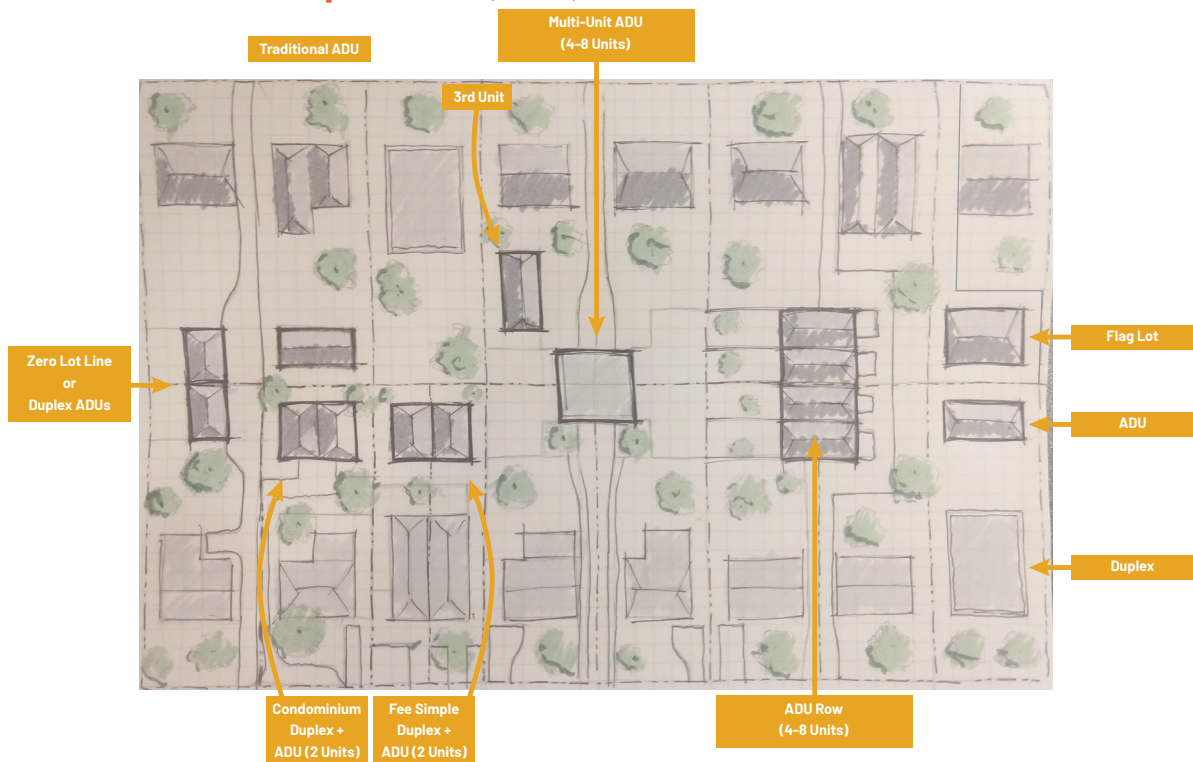 Multi-Unit ADU
(4-8 Units)
Traditional ADU
3rd Unit
Zero Lot Line
or
Duplex ADUs
Flag Lot
ADU
Duplex
Condominium
Duplex +
ADU (2 Units)
Fee Simple
Duplex +
ADU (2 Units)
ADU Row
(4-8 Units)